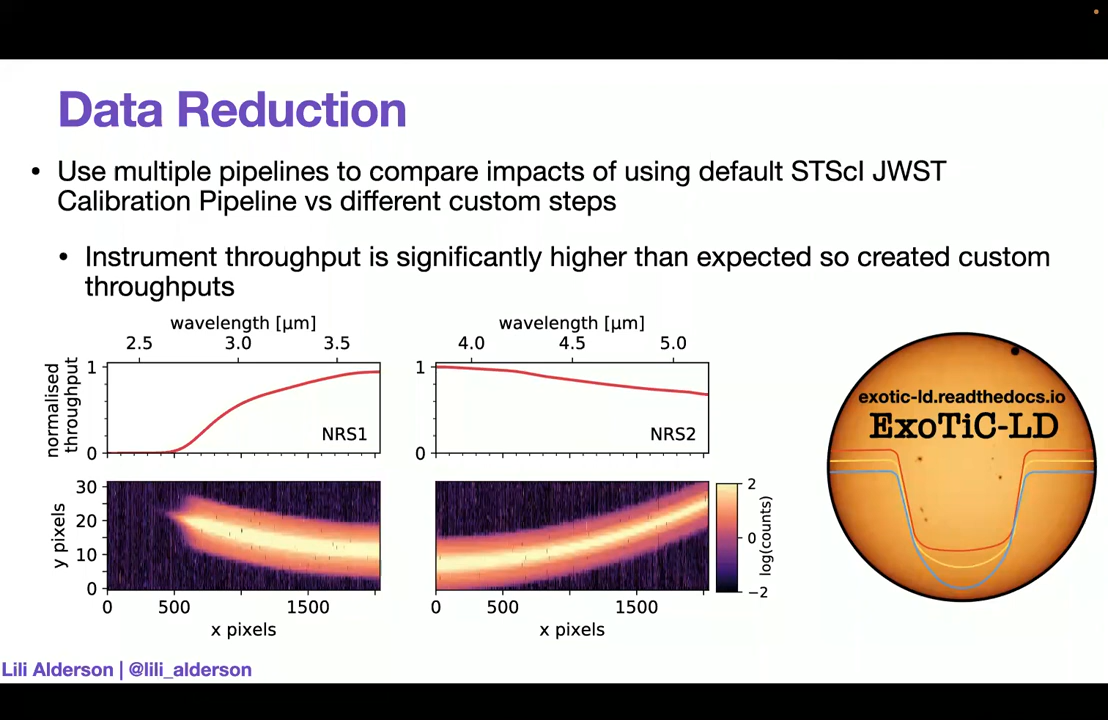 Data Reduction
• Use multiple pipelines to compare impacts of using default STScI JWST
Calibration Pipeline vs different custom steps
• Instrument throughput is significantly higher than expected so created custom
throughputs
wavelength [μm]
2.5 3.0 3.5
normalised
throughput
1
0
NRS1
wavelength [μm]
4.0 4.5 5.0
1
0
NRS2
y pixels
30
20
10
0
0 500 1500
x pixels
0 500 1500
x pixels
2
0
−2
log(counts)
exotic-ld.readthedocs.io
ExoTiC-LD
Lili Alderson | @lili_alderson